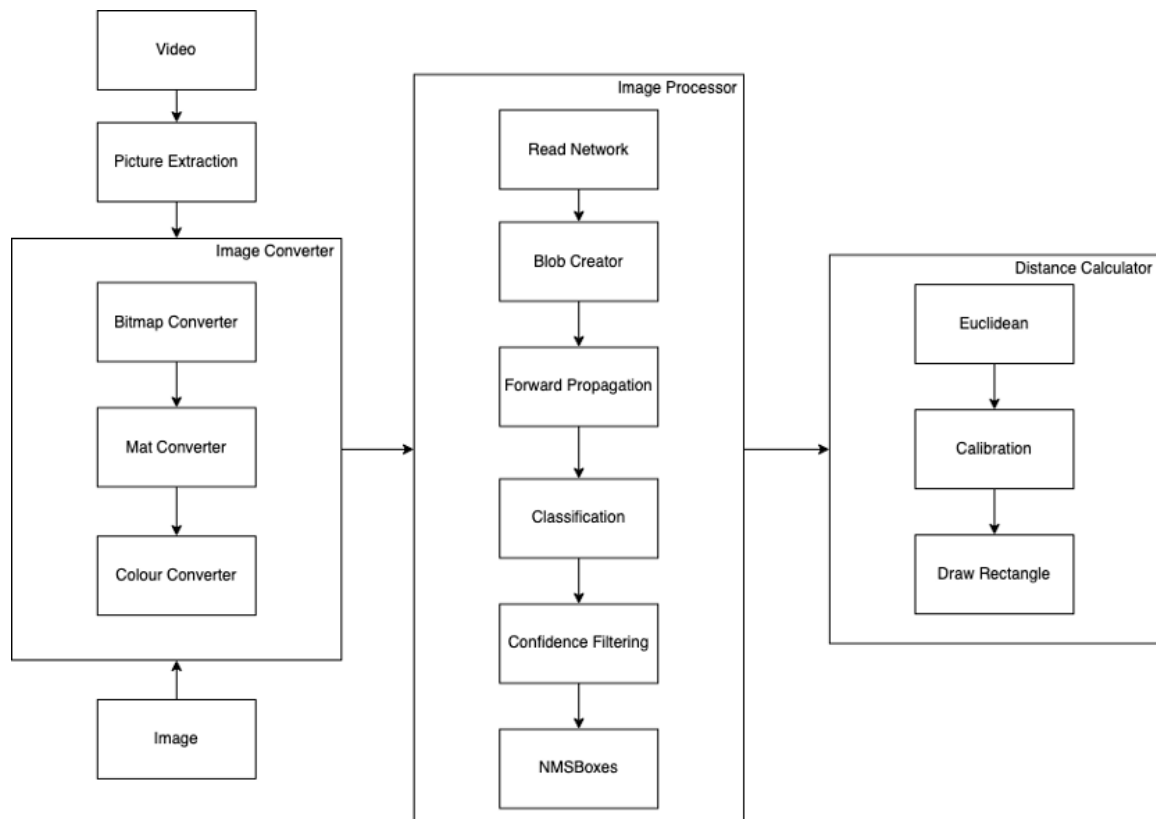 Video
Picture Extraction
Image Converter
Bitmap Converter
Mat Converter
Colour Converter
Image
Image Processor
Read Network
Blob Creator
Forward Propagation
Classification
Confidence Filtering
NMSBoxes
Distance Calculator
Euclidean
Calibration
Draw Rectangle